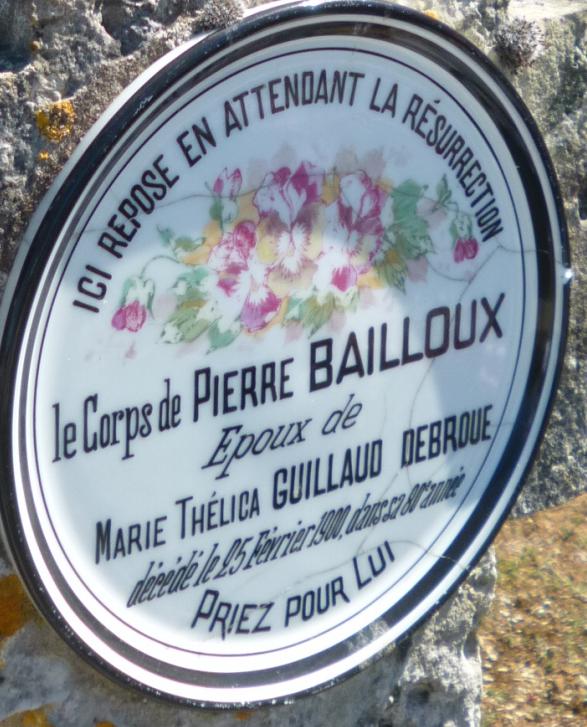 ICI REPOSE EN ATTENDANT LA RÉSURRECTION
le Corps de PIERRE BAILLOUX
Epoux de
MARIE THÉLICA GUILLAUD DEBROUE
décédé le 25 Février 1900, dans sa 80e année
PRIEZ POUR LUI